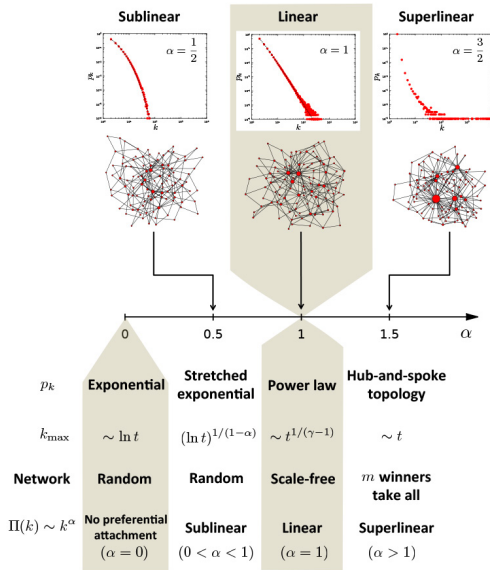 Sublinear Linear Superlinear
α = 1/2 α = 1 α = 3/2
p_k p_k p_k
k k k
0 0.5 1 1.5 α
p_k Exponential Stretched exponential Power law Hub-and-spoke topology
k_max ~ ln t (ln t)^{1/(1−α)} ~ t^{1/(γ−1)} ~ t
Network Random Random Scale-free m winners take all
Π(k) ~ k^α No preferential attachment Sublinear Linear Superlinear
(α = 0) (0 < α < 1) (α = 1) (α > 1)